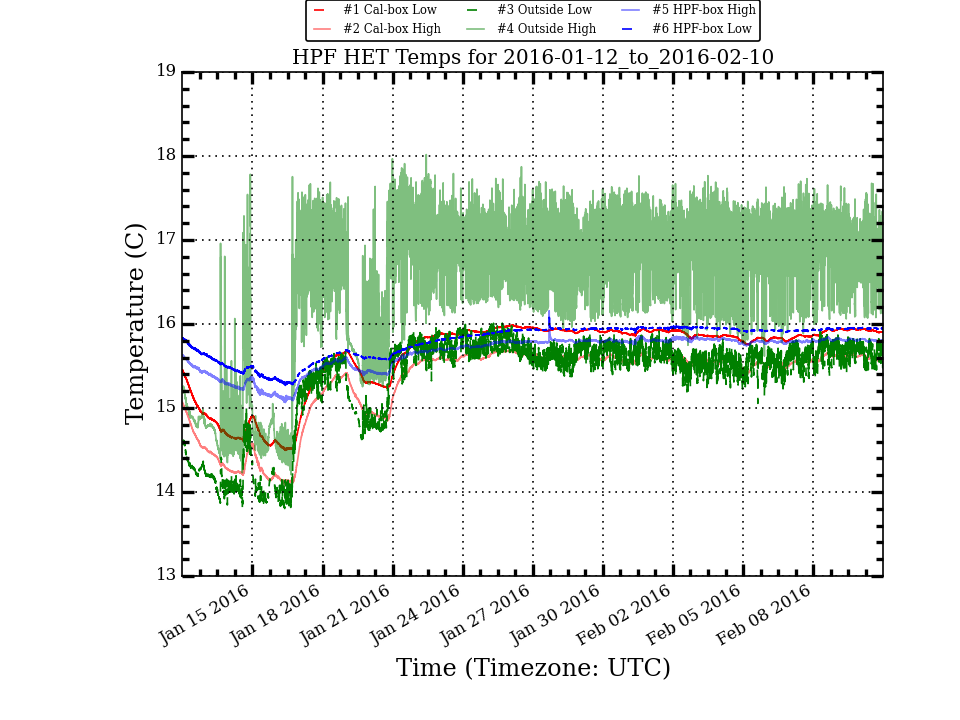 #1 Cal-box Low #3 Outside Low #5 HPF-box High
#2 Cal-box High #4 Outside High #6 HPF-box Low
HPF HET Temps for 2016-01-12_to_2016-02-10
19
18
17
16
15
14
13
Temperature (C)
Jan 15 2016
Jan 18 2016
Jan 21 2016
Jan 24 2016
Jan 27 2016
Jan 30 2016
Feb 02 2016
Feb 05 2016
Feb 08 2016
Time (Timezone: UTC)